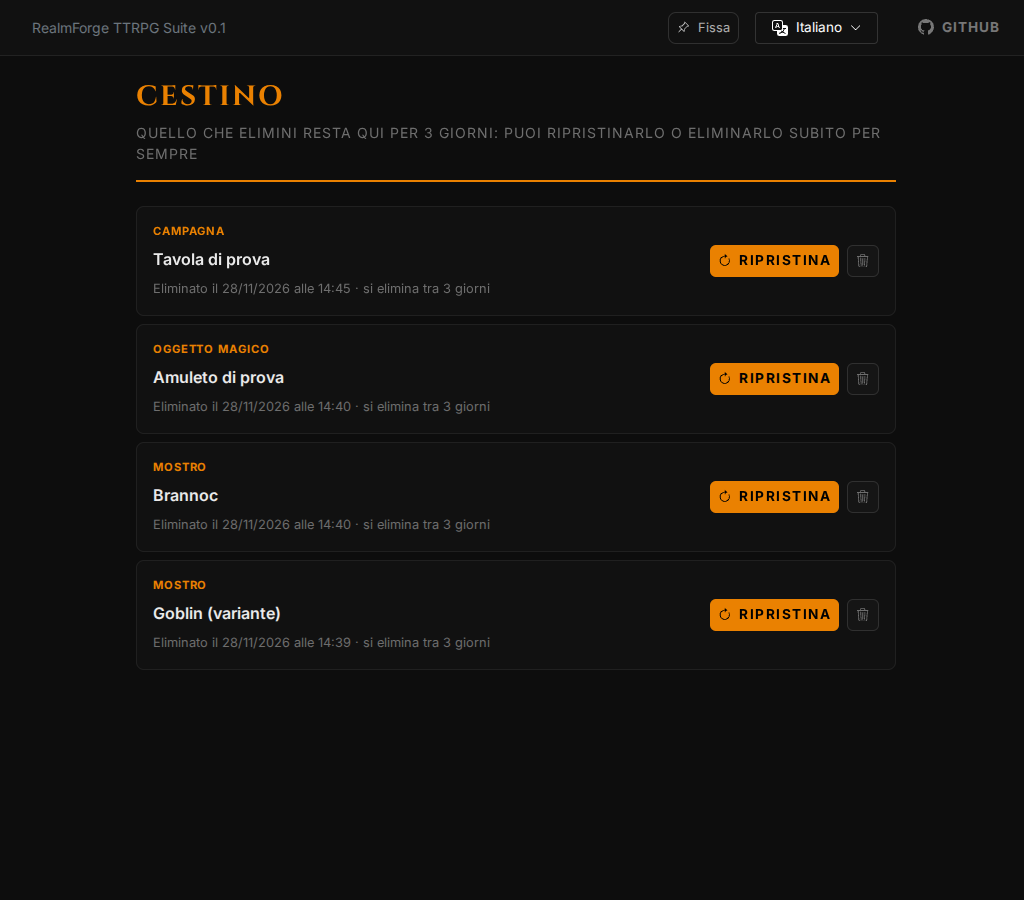 RealmForge TTRPG Suite v0.1
Fissa
Italiano
GITHUB
CESTINO
QUELLO CHE ELIMINI RESTA QUI PER 3 GIORNI: PUOI RIPRISTINARLO O ELIMINARLO SUBITO PER
SEMPRE
CAMPAGNA
Tavola di prova
Eliminato il 28/11/2026 alle 14:45 · si elimina tra 3 giorni
RIPRISTINA
OGGETTO MAGICO
Amuleto di prova
Eliminato il 28/11/2026 alle 14:40 · si elimina tra 3 giorni
RIPRISTINA
MOSTRO
Brannoc
Eliminato il 28/11/2026 alle 14:40 · si elimina tra 3 giorni
RIPRISTINA
MOSTRO
Goblin (variante)
Eliminato il 28/11/2026 alle 14:39 · si elimina tra 3 giorni
RIPRISTINA